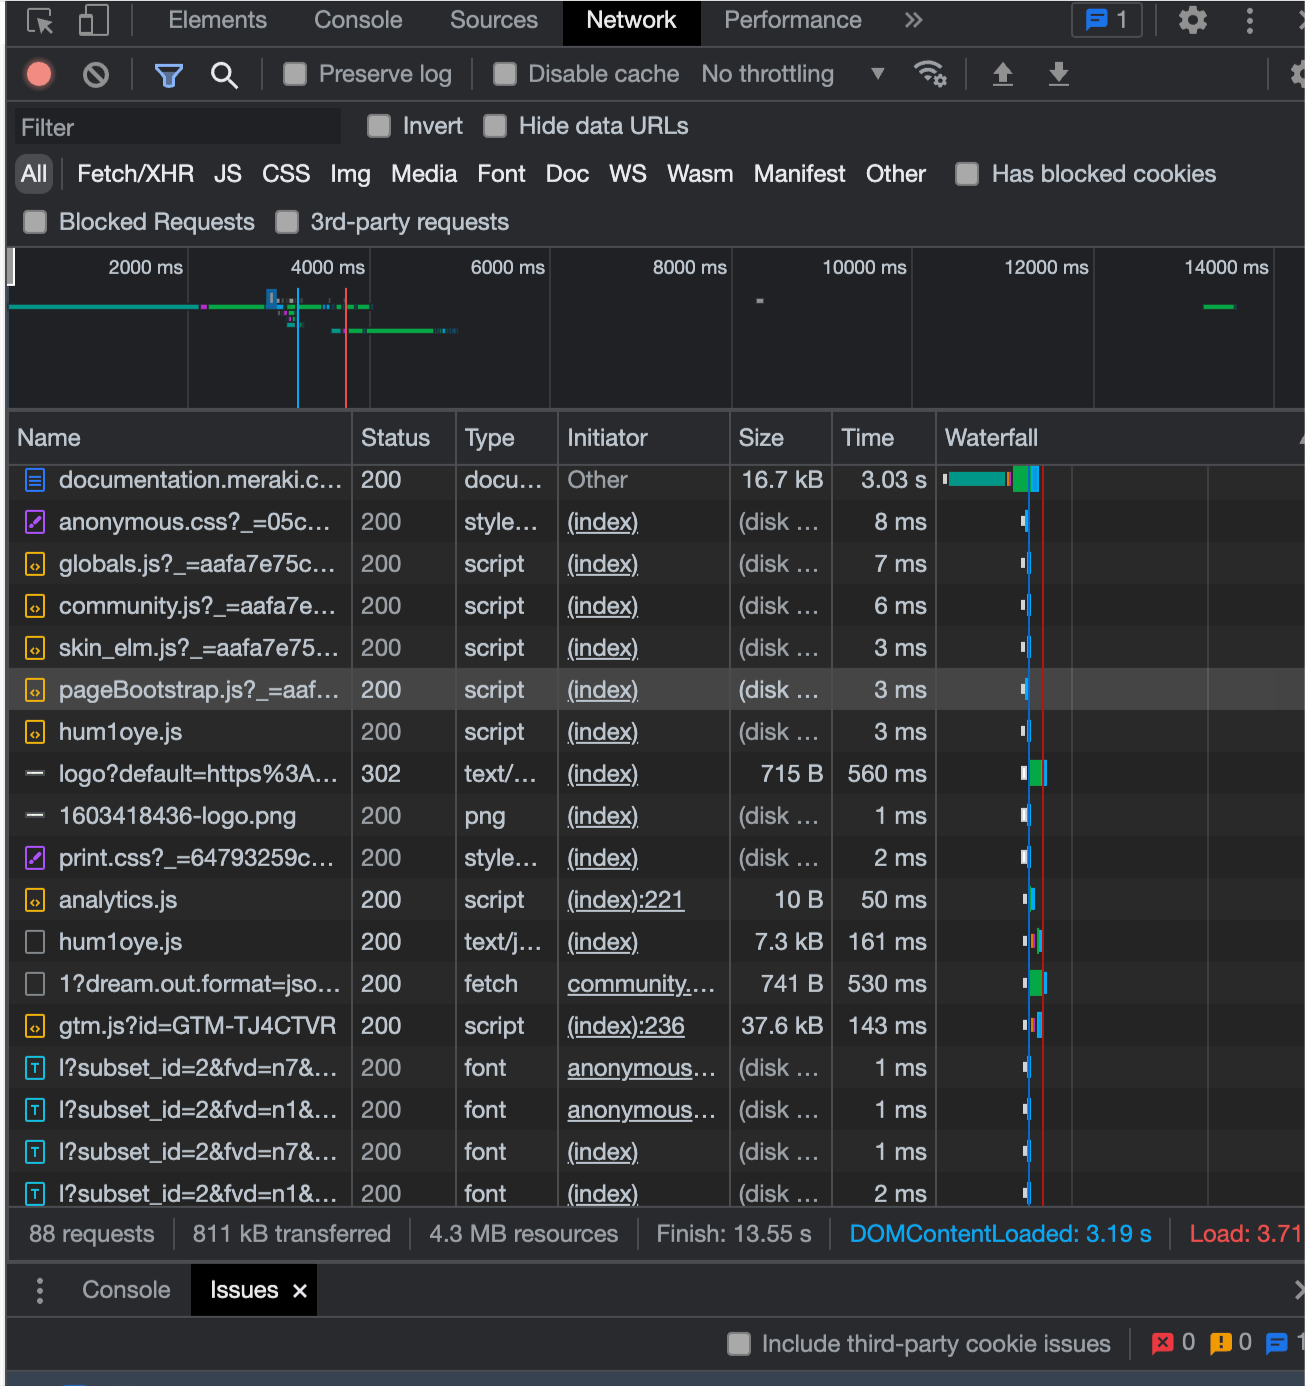 Elements Console Sources Network Performance » 1
Preserve log Disable cache No throttling
Filter Invert Hide data URLs
All Fetch/XHR JS CSS Img Media Font Doc WS Wasm Manifest Other Has blocked cookies
Blocked Requests 3rd-party requests
2000 ms 4000 ms 6000 ms 8000 ms 10000 ms 12000 ms 14000 ms
Name Status Type Initiator Size Time Waterfall
documentation.meraki.c... 200 docu... Other 16.7 kB 3.03 s
anonymous.css?_=05c... 200 style... (index) (disk ... 8 ms
globals.js?_=aafa7e75c... 200 script (index) (disk ... 7 ms
community.js?_=aafa7e... 200 script (index) (disk ... 6 ms
skin_elm.js?_=aafa75... 200 script (index) (disk ... 3 ms
pageBootstrap.js?_=aaf... 200 script (index) (disk ... 3 ms
hum1oye.js 200 script (index) (disk ... 3 ms
logo?default=https%3A... 302 text/... (index) 715 B 560 ms
1603418436-logo.png 200 png (index) (disk ... 1 ms
print.css?_=64793259c... 200 style... (index) (disk ... 2 ms
analytics.js 200 script (index):221 10 B 50 ms
hum1oye.js 200 text/j... (index) 7.3 kB 161 ms
1?dream.out.format=jso... 200 fetch community.... 741 B 530 ms
gtm.js?id=GTM-TJ4CTVR 200 script (index):236 37.6 kB 143 ms
l?subset_id=2&fvd=n7&... 200 font anonymous... (disk ... 1 ms
l?subset_id=2&fvd=n1&... 200 font anonymous... (disk ... 1 ms
l?subset_id=2&fvd=n7&... 200 font (index) (disk ... 1 ms
l?subset_id=2&fvd=n1&... 200 font (index) (disk ... 2 ms
88 requests 811 kB transferred 4.3 MB resources Finish: 13.55 s DOMContentLoaded: 3.19 s Load: 3.71
Console Issues ×
Include third-party cookie issues 0 0 1